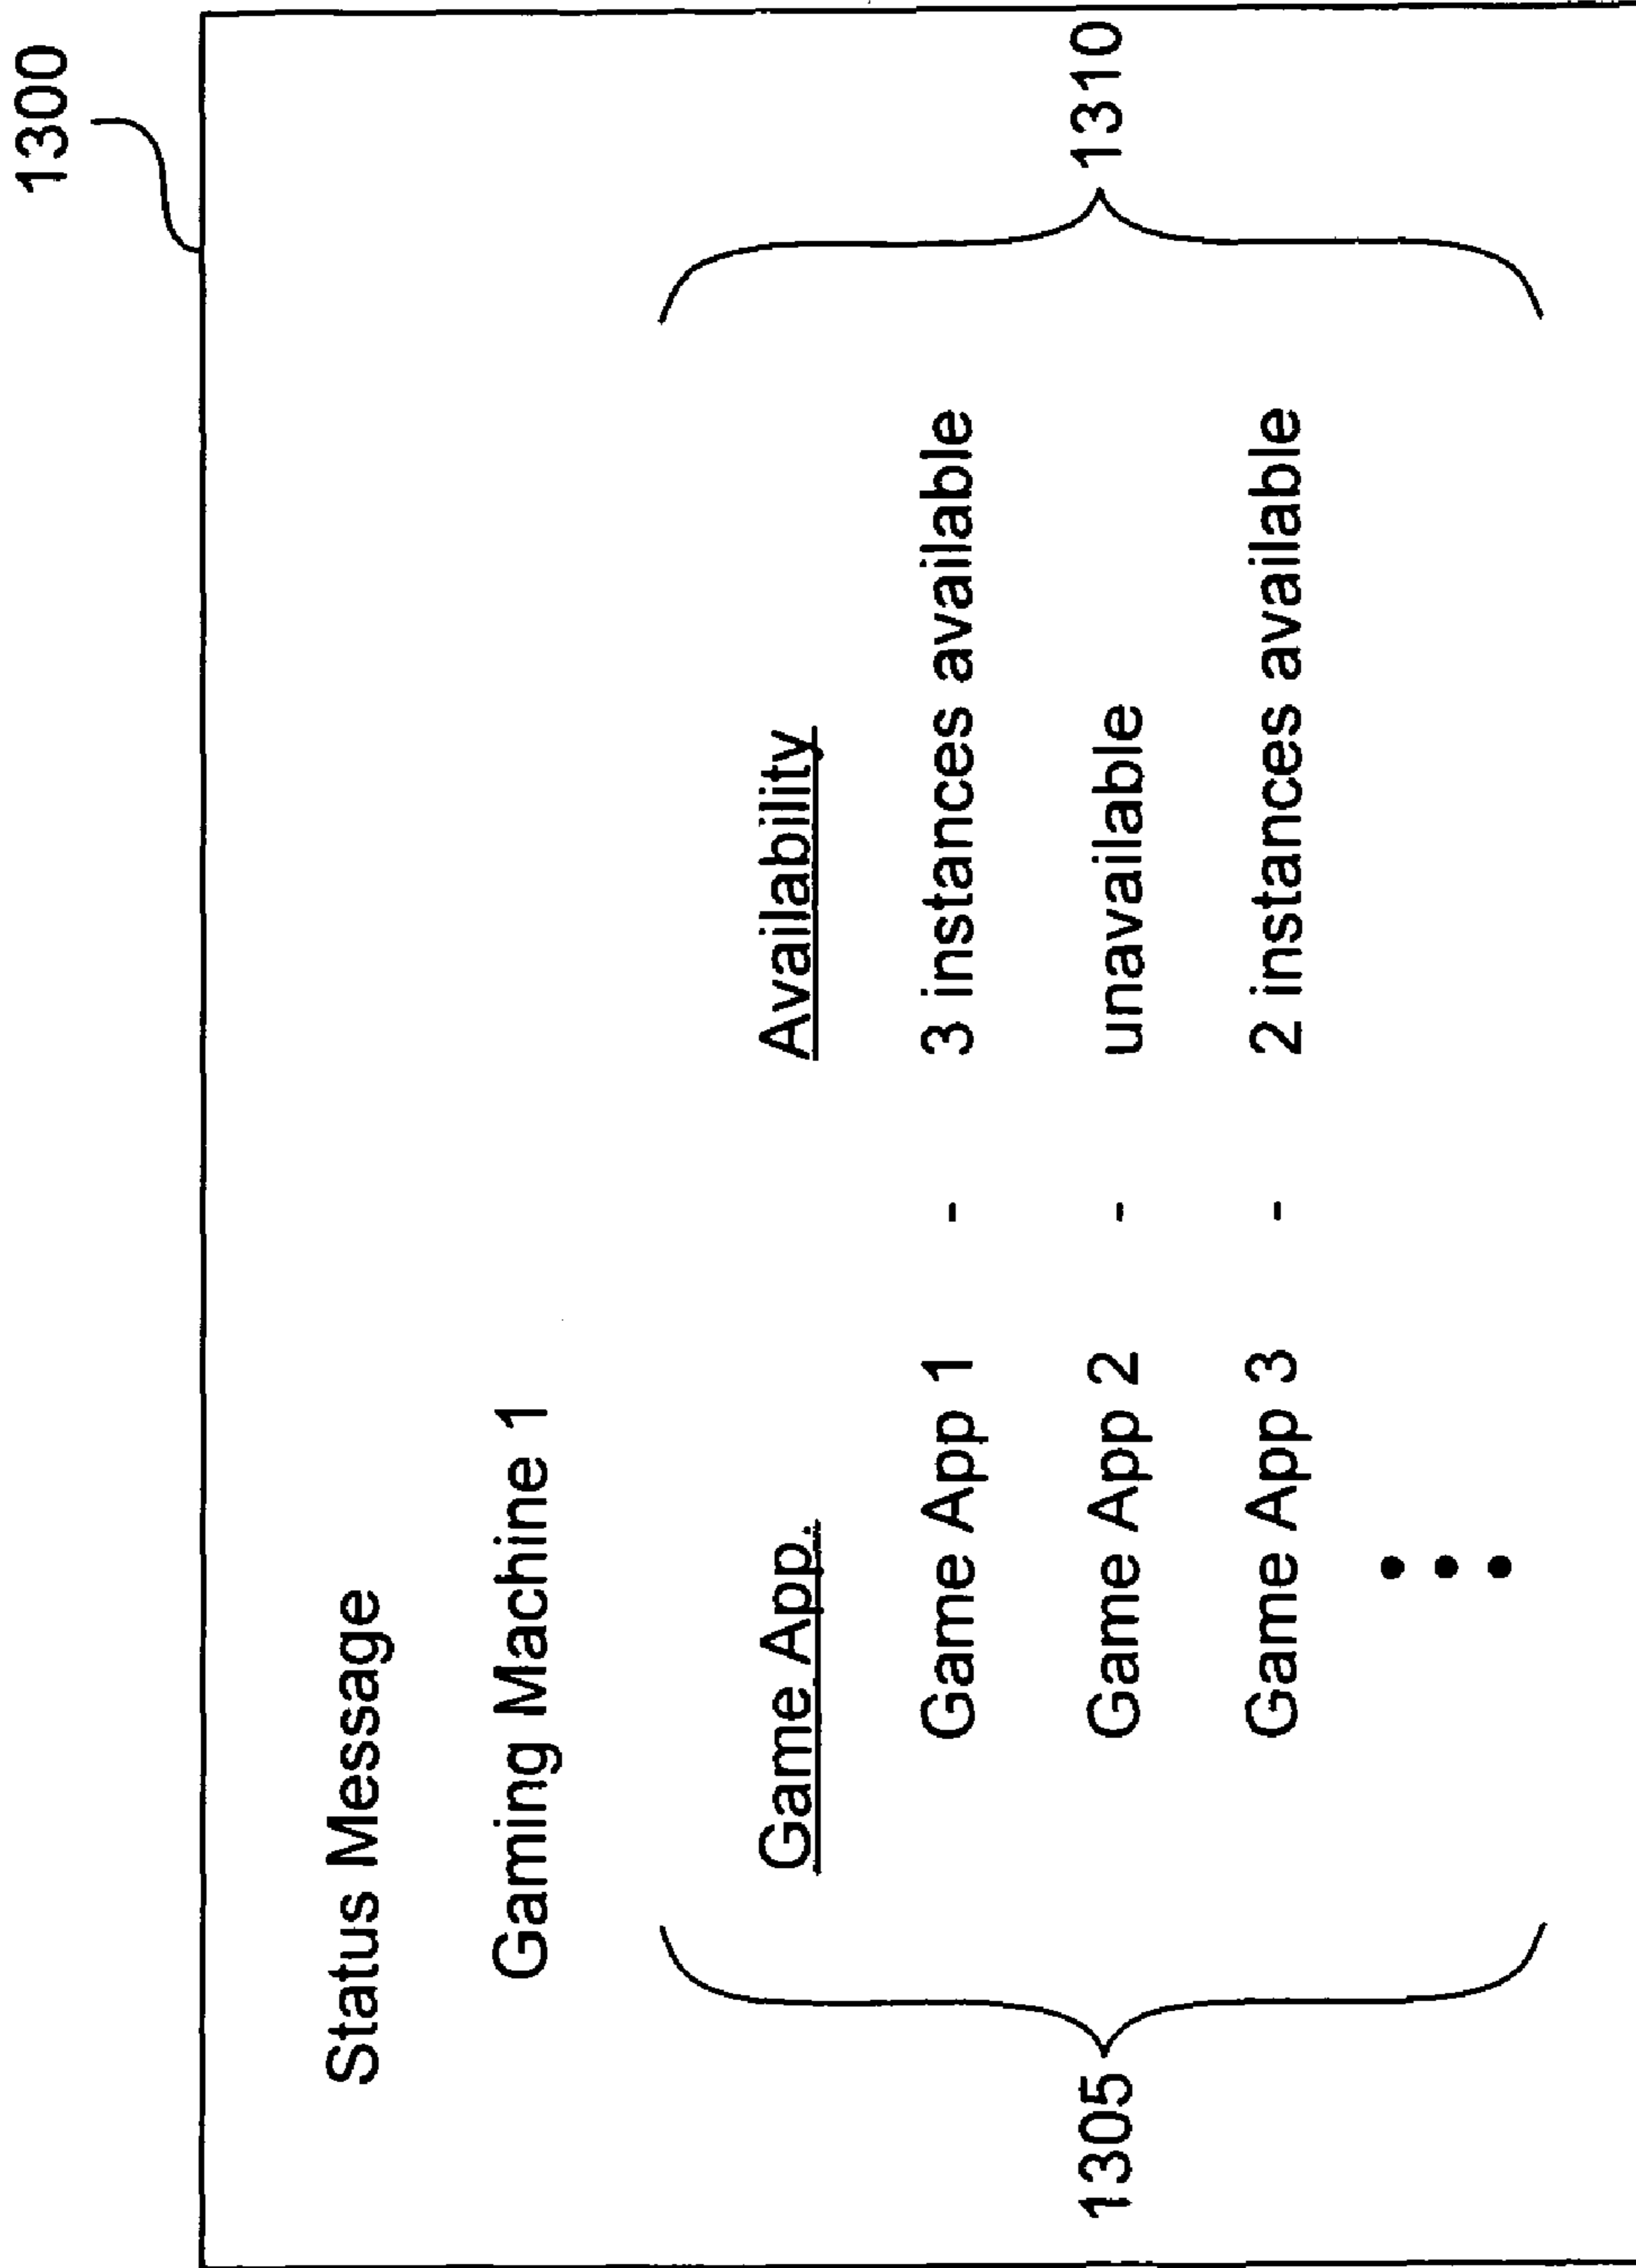 1300
Status Message
Gaming Machine 1
Game App. Availability
Game App 1 - 3 instances available
1305 Game App 2 - unavailable 1310
Game App 3 - 2 instances available